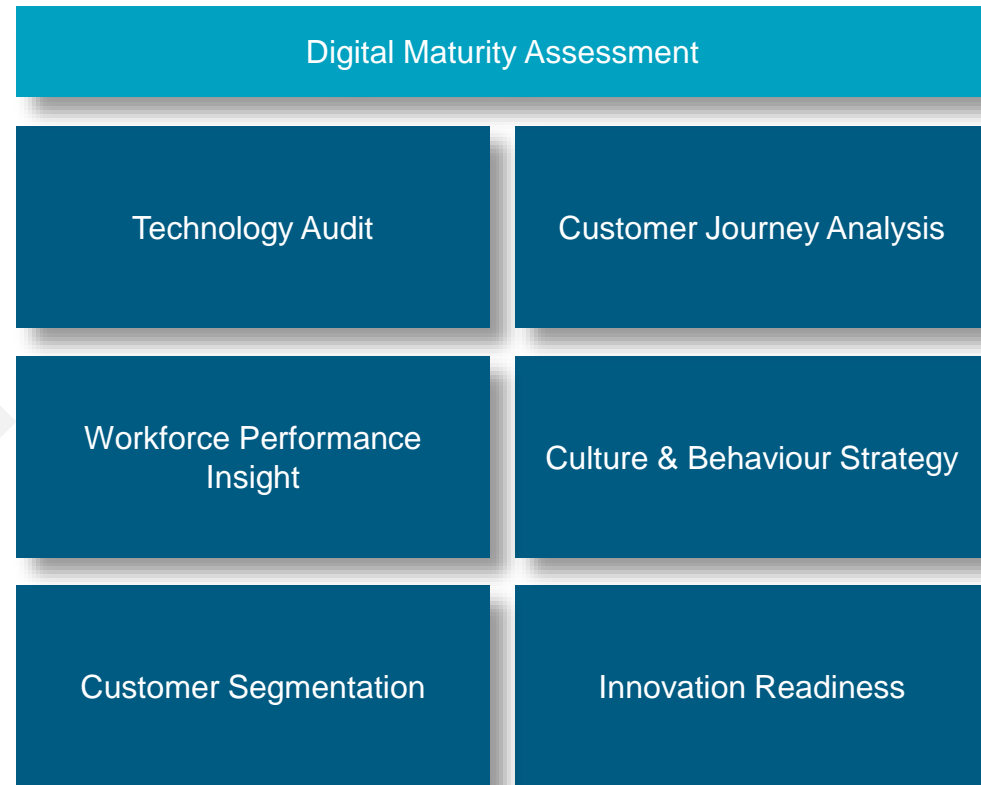 Digital Maturity Assessment
Technology Audit
Customer Journey Analysis
Workforce Performance
Insight
Culture & Behaviour Strategy
Customer Segmentation
Innovation Readiness